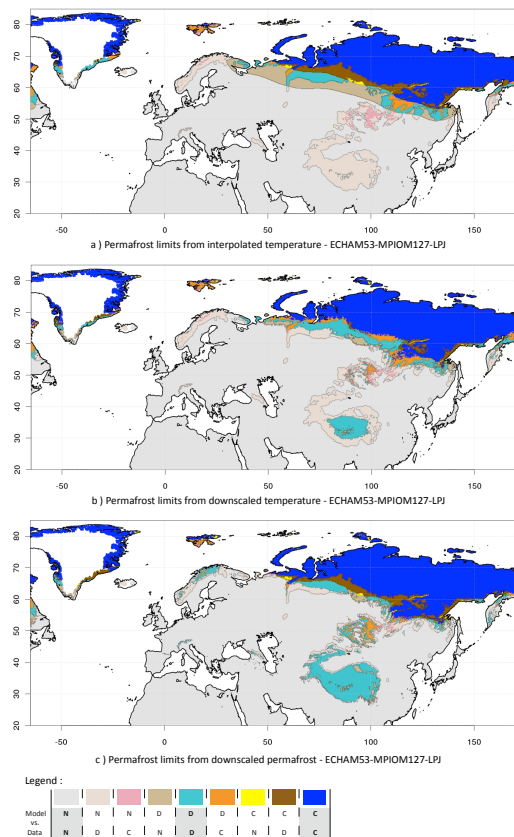 80
70
60
50
40
30
20
-50 0 50 100 150
a ) Permafrost limits from interpolated temperature - ECHAM53-MPIOM127-LPJ
80
70
60
50
40
30
20
-50 0 50 100 150
b ) Permafrost limits from downscaled temperature - ECHAM53-MPIOM127-LPJ
80
70
60
50
40
30
20
-50 0 50 100 150
c ) Permafrost limits from downscaled permafrost - ECHAM53-MPIOM127-LPJ
Legend :
Model N N N D D D C C C
vs.
Data N D C N D C N D C